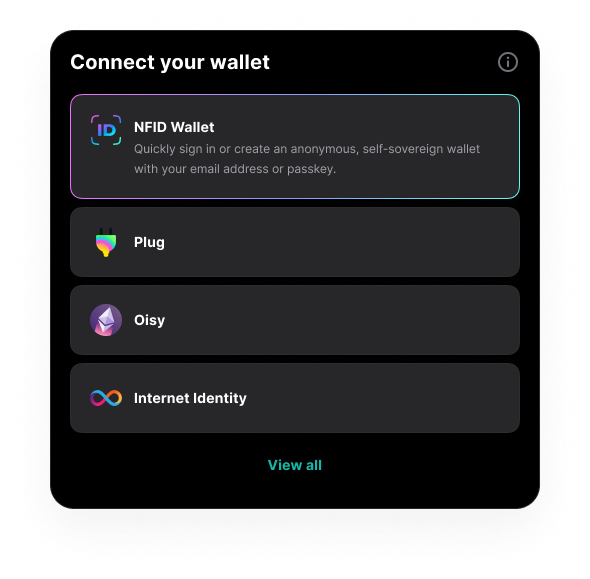 Connect your wallet
ID
NFID Wallet
Quickly sign in or create an anonymous, self-sovereign wallet
with your email address or passkey.
Plug
Oisy
Internet Identity
View all